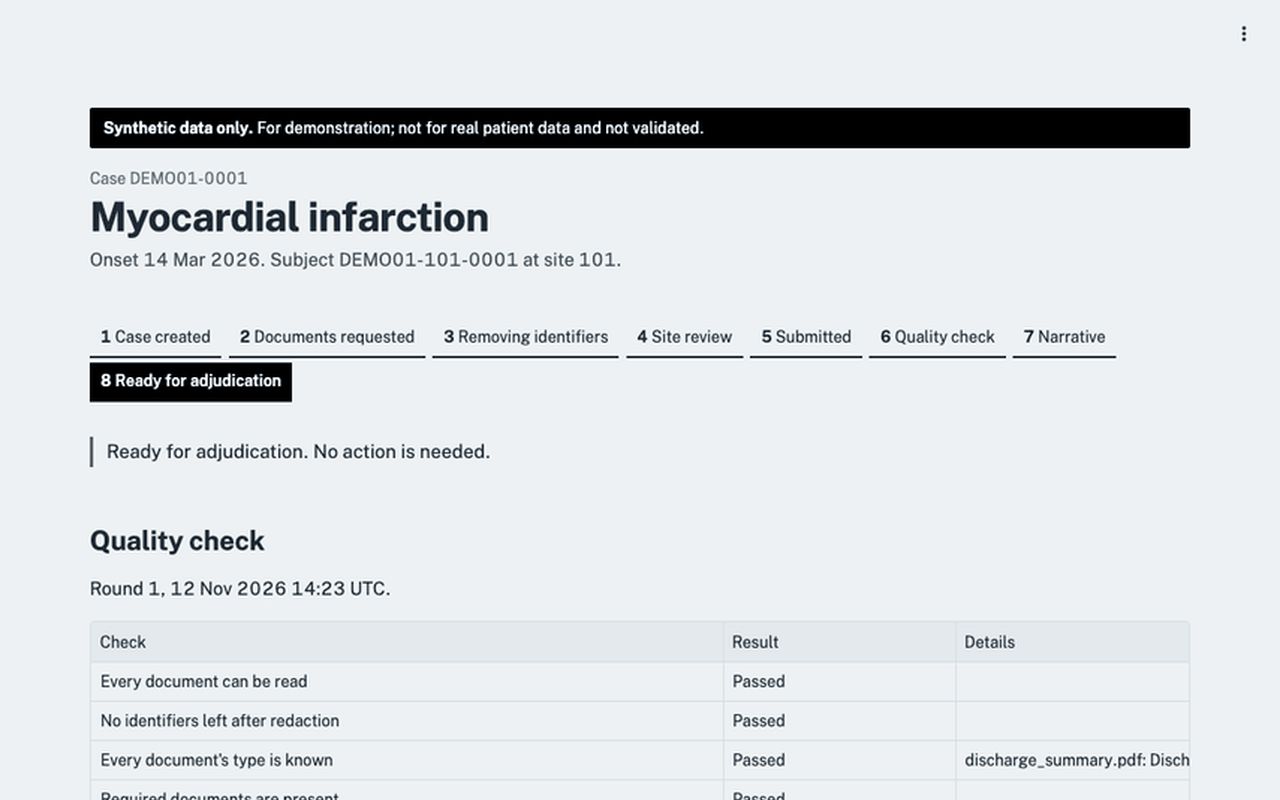 Synthetic data only. For demonstration; not for real patient data and not validated.
Case DEMO01-0001
Myocardial infarction
Onset 14 Mar 2026. Subject DEMO01-101-0001 at site 101.
1 Case created 2 Documents requested 3 Removing identifiers 4 Site review 5 Submitted 6 Quality check 7 Narrative
8 Ready for adjudication
Ready for adjudication. No action is needed.
Quality check
Round 1, 12 Nov 2026 14:23 UTC.
Check Result Details
Every document can be read Passed
No identifiers left after redaction Passed
Every document's type is known Passed discharge_summary.pdf: Disch
Required documents are present Passed